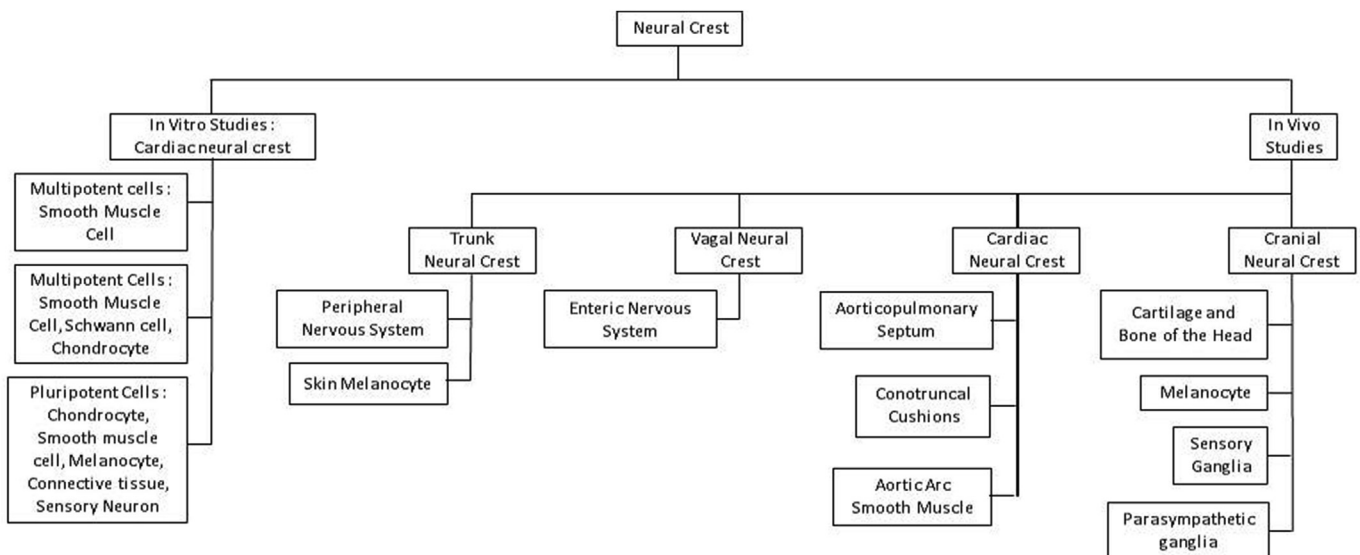 Neural Crest
In Vitro Studies :
Cardiac neural crest
Multipotent cells :
Smooth Muscle
Cell
Multipotent Cells :
Smooth Muscle
Cell, Schwann cell,
Chondrocyte
Pluripotent Cells :
Chondrocyte,
Smooth muscle
cell, Melanocyte,
Connective tissue,
Sensory Neuron
In Vivo
Studies
Trunk
Neural Crest
Peripheral
Nervous System
Skin Melanocyte
Vagal Neural
Crest
Enteric Nervous
System
Cardiac
Neural Crest
Aorticopulmonary
Septum
Conotruncal
Cushions
Aortic Arc
Smooth Muscle
Cranial
Neural Crest
Cartilage and
Bone of the Head
Melanocyte
Sensory
Ganglia
Parasympathetic
ganglia